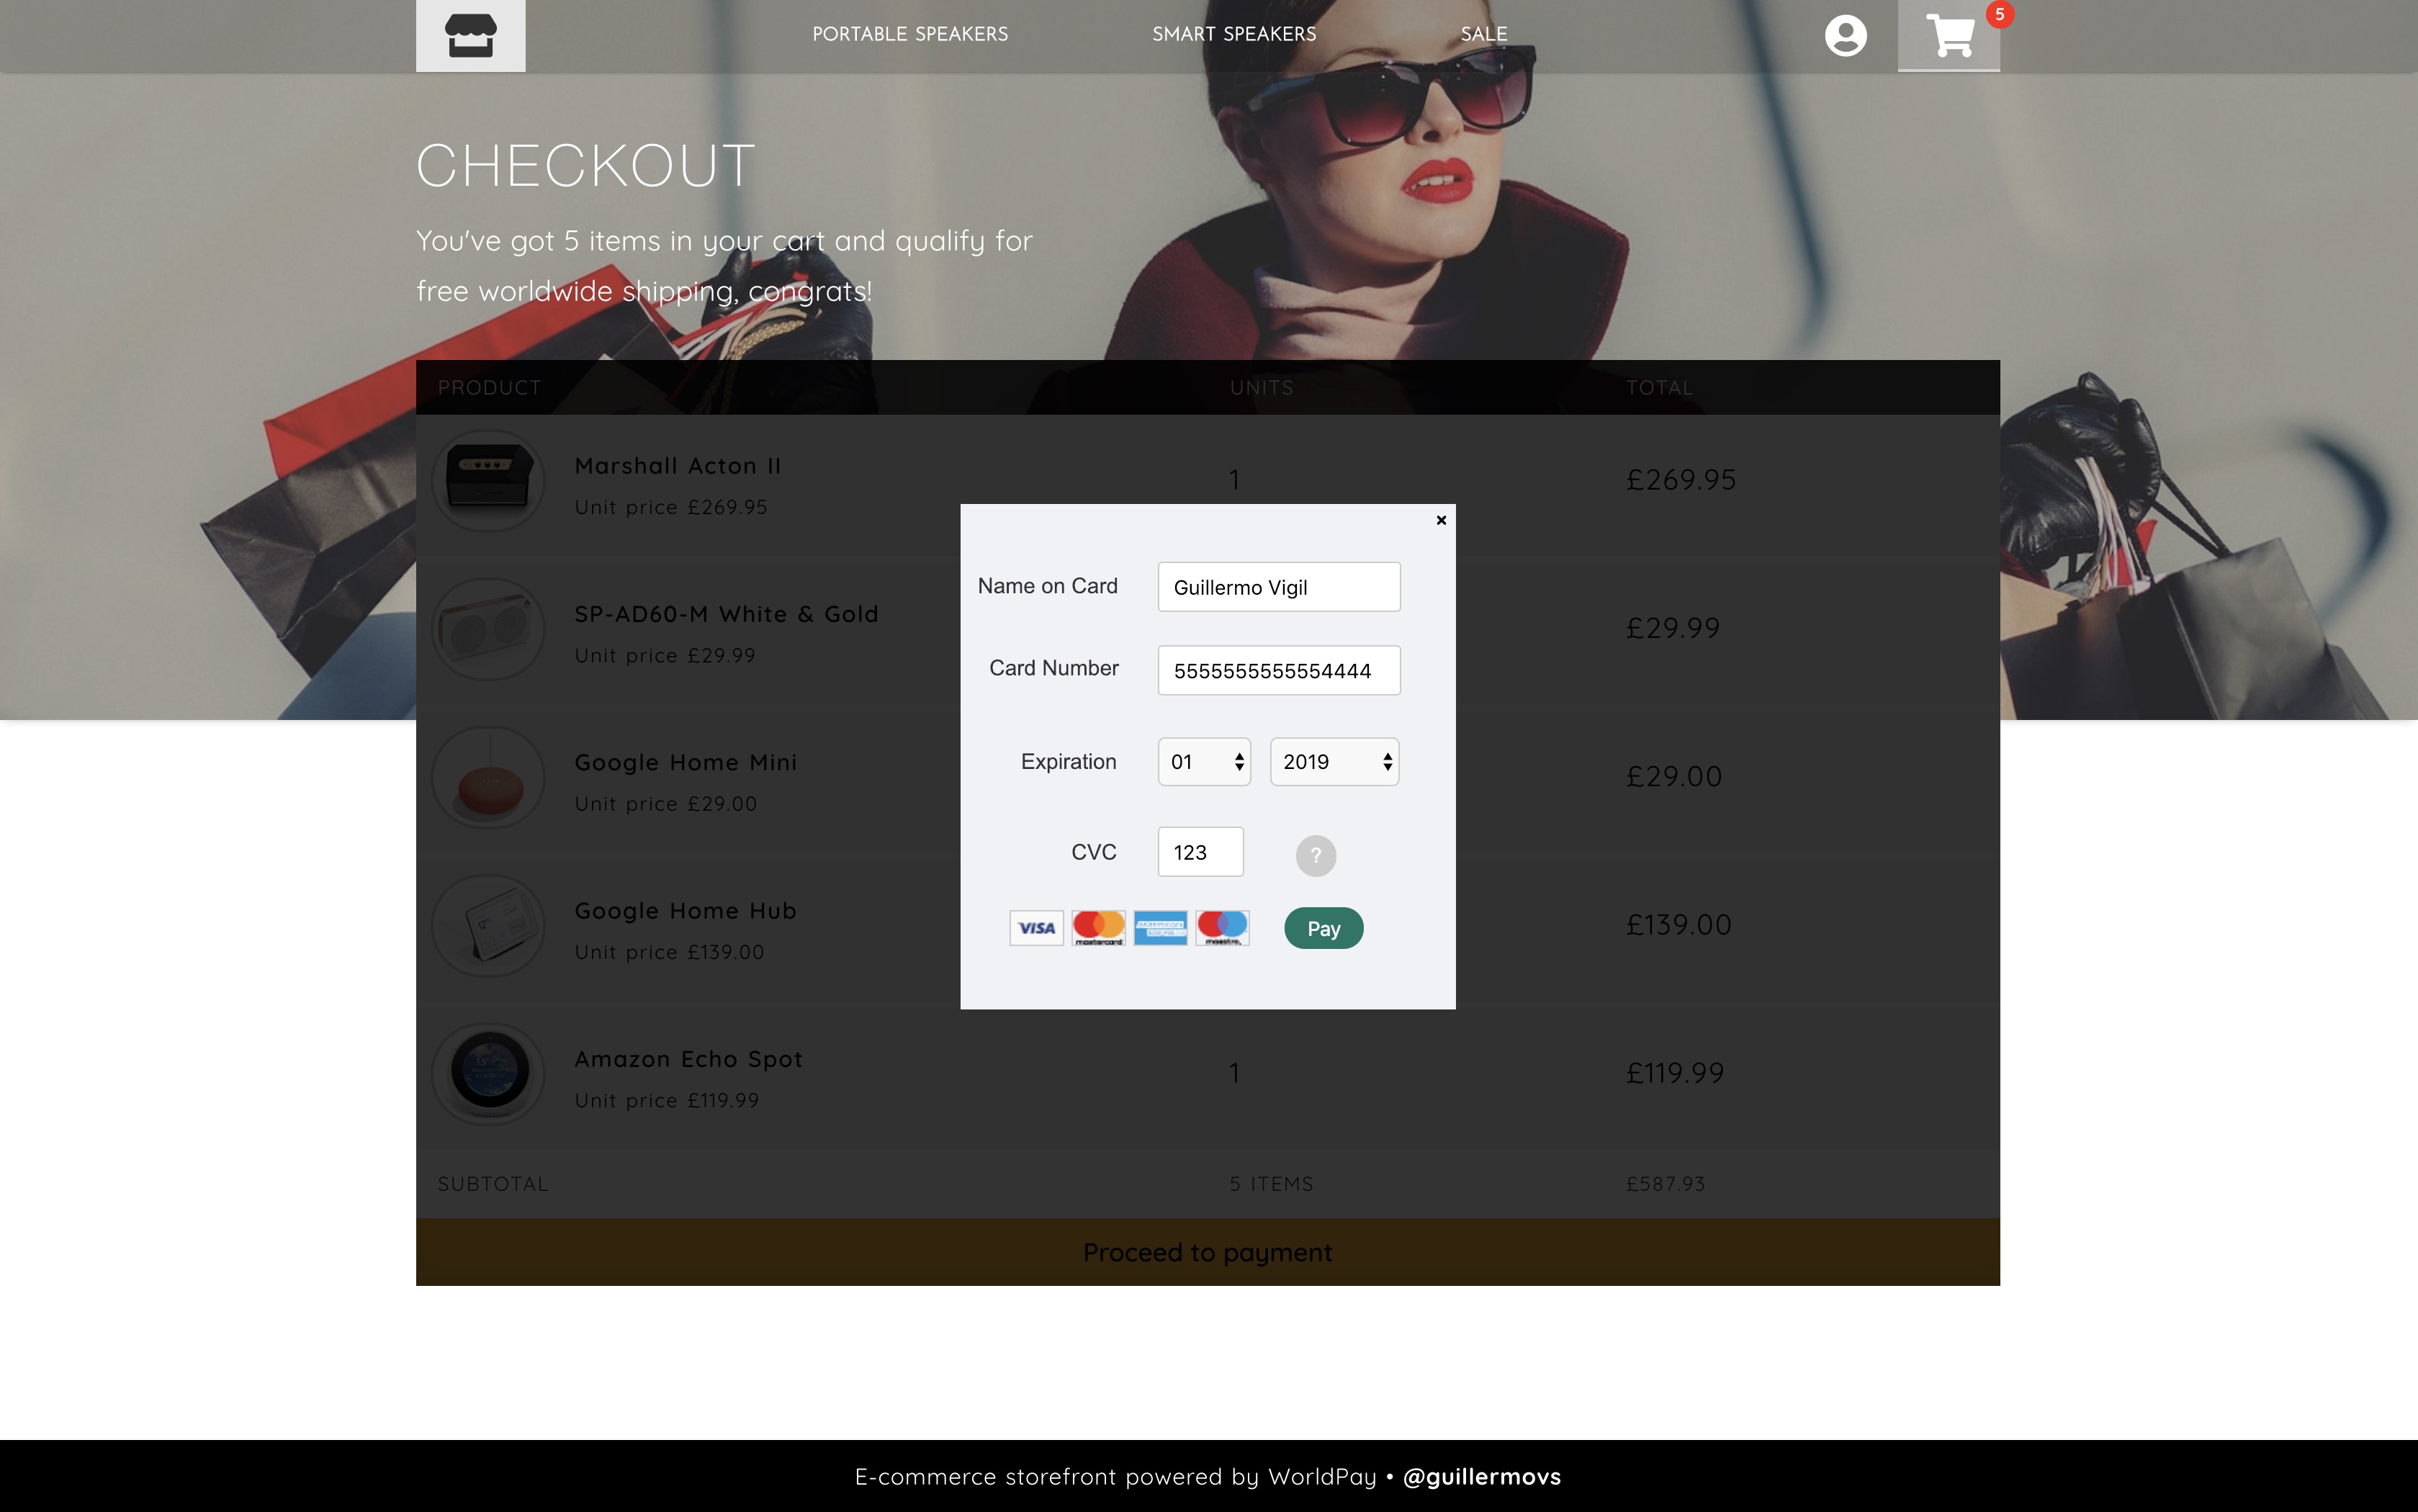 PORTABLE SPEAKERS
SMART SPEAKERS
SALE
5
CHECKOUT
You've got 5 items in your cart and qualify for
free worldwide shipping, congrats!
PRODUCT UNITS TOTAL
Marshall Acton II
Unit price £269.95
1
£269.95
SP-AD60-M White & Gold
Unit price £29.99
£29.99
Google Home Mini
Unit price £29.00
£29.00
Google Home Hub
Unit price £139.00
£139.00
Amazon Echo Spot
Unit price £119.99
1
£119.99
SUBTOTAL 5 ITEMS £587.93
Proceed to payment
×
Name on Card Guillermo Vigil
Card Number 5555555555554444
Expiration 01 2019
CVC 123 ?
VISA mastercard AMERICAN EXPRESS maestro Pay
E-commerce storefront powered by WorldPay • @guillermovs